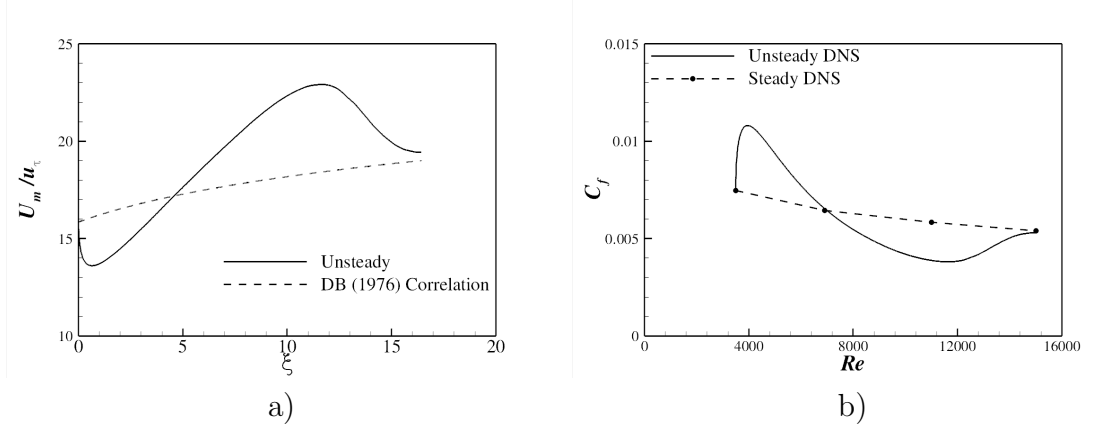 25
20
15
10
0
5
10
15
20
U_m/u_τ
ξ
Unsteady
DB (1976) Correlation
a)
0.015
0.01
0.005
0
0
4000
8000
12000
16000
C_f
Re
Unsteady DNS
Steady DNS
b)